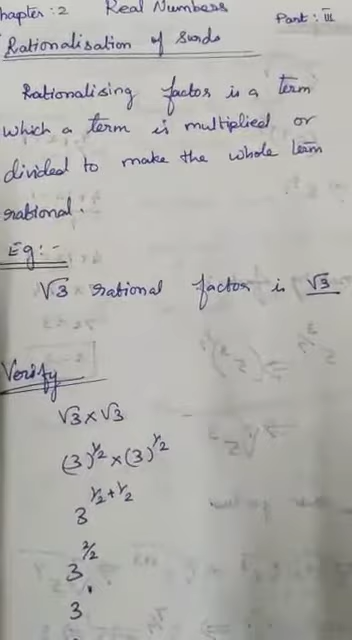 hapter:2 Real Numbers Part: III
Rationalisation of Surds
Rationalising factor is a term
which a term is multiplied or
divided to make the whole term
rational.
Eg:-
√3 rational factor is √3
Verify
√3 × √3
(3)^1/2 × (3)^1/2
3^1/2+1/2
3^2/2
3